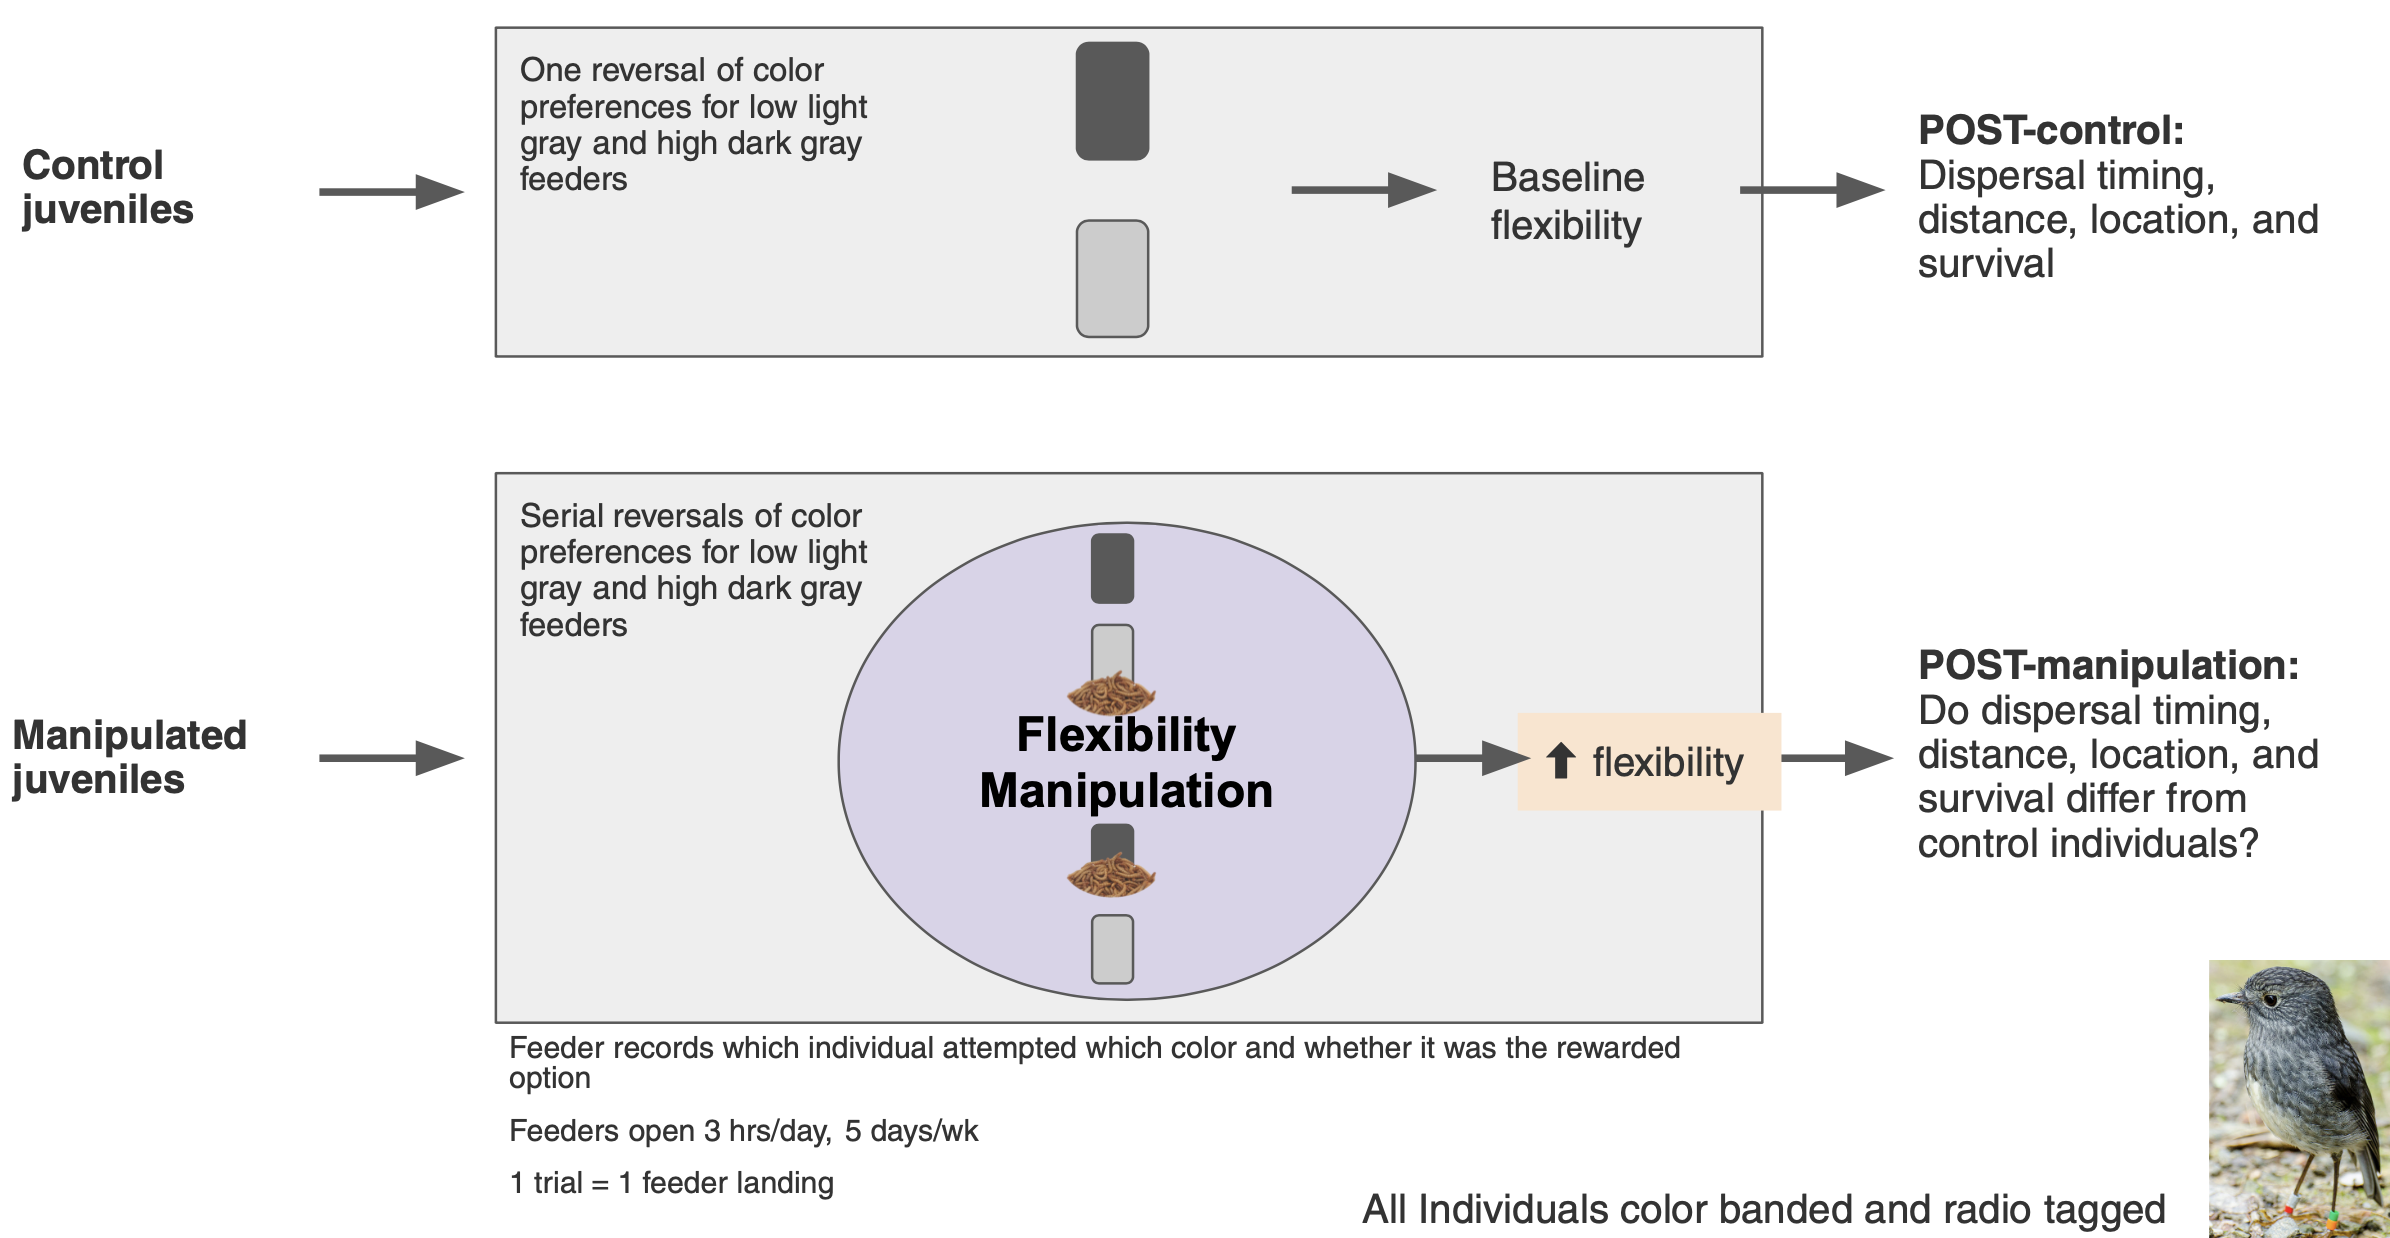 Control
juveniles
One reversal of color
preferences for low light
gray and high dark gray
feeders
Baseline
flexibility
POST-control:
Dispersal timing,
distance, location, and
survival
Manipulated
juveniles
Serial reversals of color
preferences for low light
gray and high dark gray
feeders
Flexibility
Manipulation
flexibility
POST-manipulation:
Do dispersal timing,
distance, location, and
survival differ from
control individuals?
Feeder records which individual attempted which color and whether it was the rewarded
option
Feeders open 3 hrs/day, 5 days/wk
1 trial = 1 feeder landing
All Individuals color banded and radio tagged